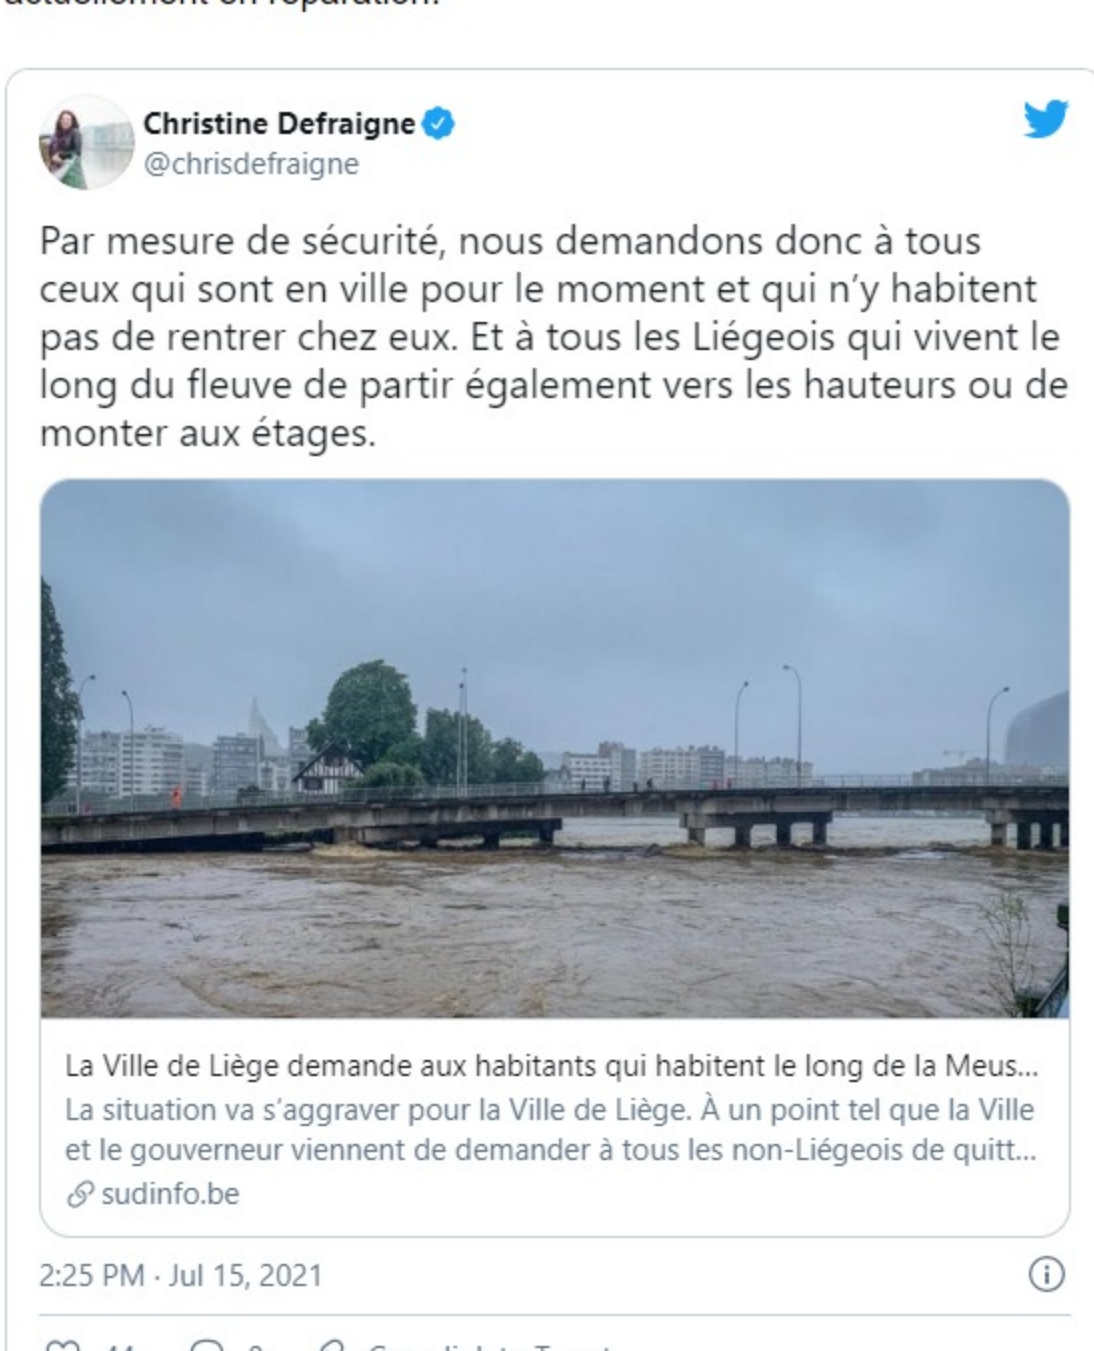 actuellement en réparation.
Christine Defraigne
@chrisdefraigne
Par mesure de sécurité, nous demandons donc à tous
ceux qui sont en ville pour le moment et qui n’y habitent
pas de rentrer chez eux. Et à tous les Liégeois qui vivent le
long du fleuve de partir également vers les hauteurs ou de
monter aux étages.
La Ville de Liège demande aux habitants qui habitent le long de la Meus...
La situation va s’aggraver pour la Ville de Liège. À un point tel que la Ville
et le gouverneur viennent de demander à tous les non-Liégeois de quitt...
sudinfo.be
2:25 PM · Jul 15, 2021